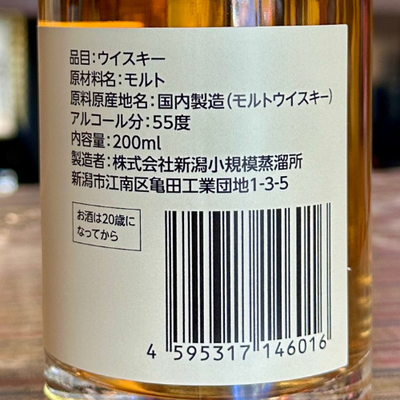 品目:ウイスキー
原材料名:モルト
原料原産地名:国内製造(モルトウイスキー)
アルコール分:55度
内容量:200ml
製造者:株式会社新潟小規模蒸溜所
新潟市江南区亀田工業団地1-3-5
お酒は20歳に
なってから
4 595317 146016